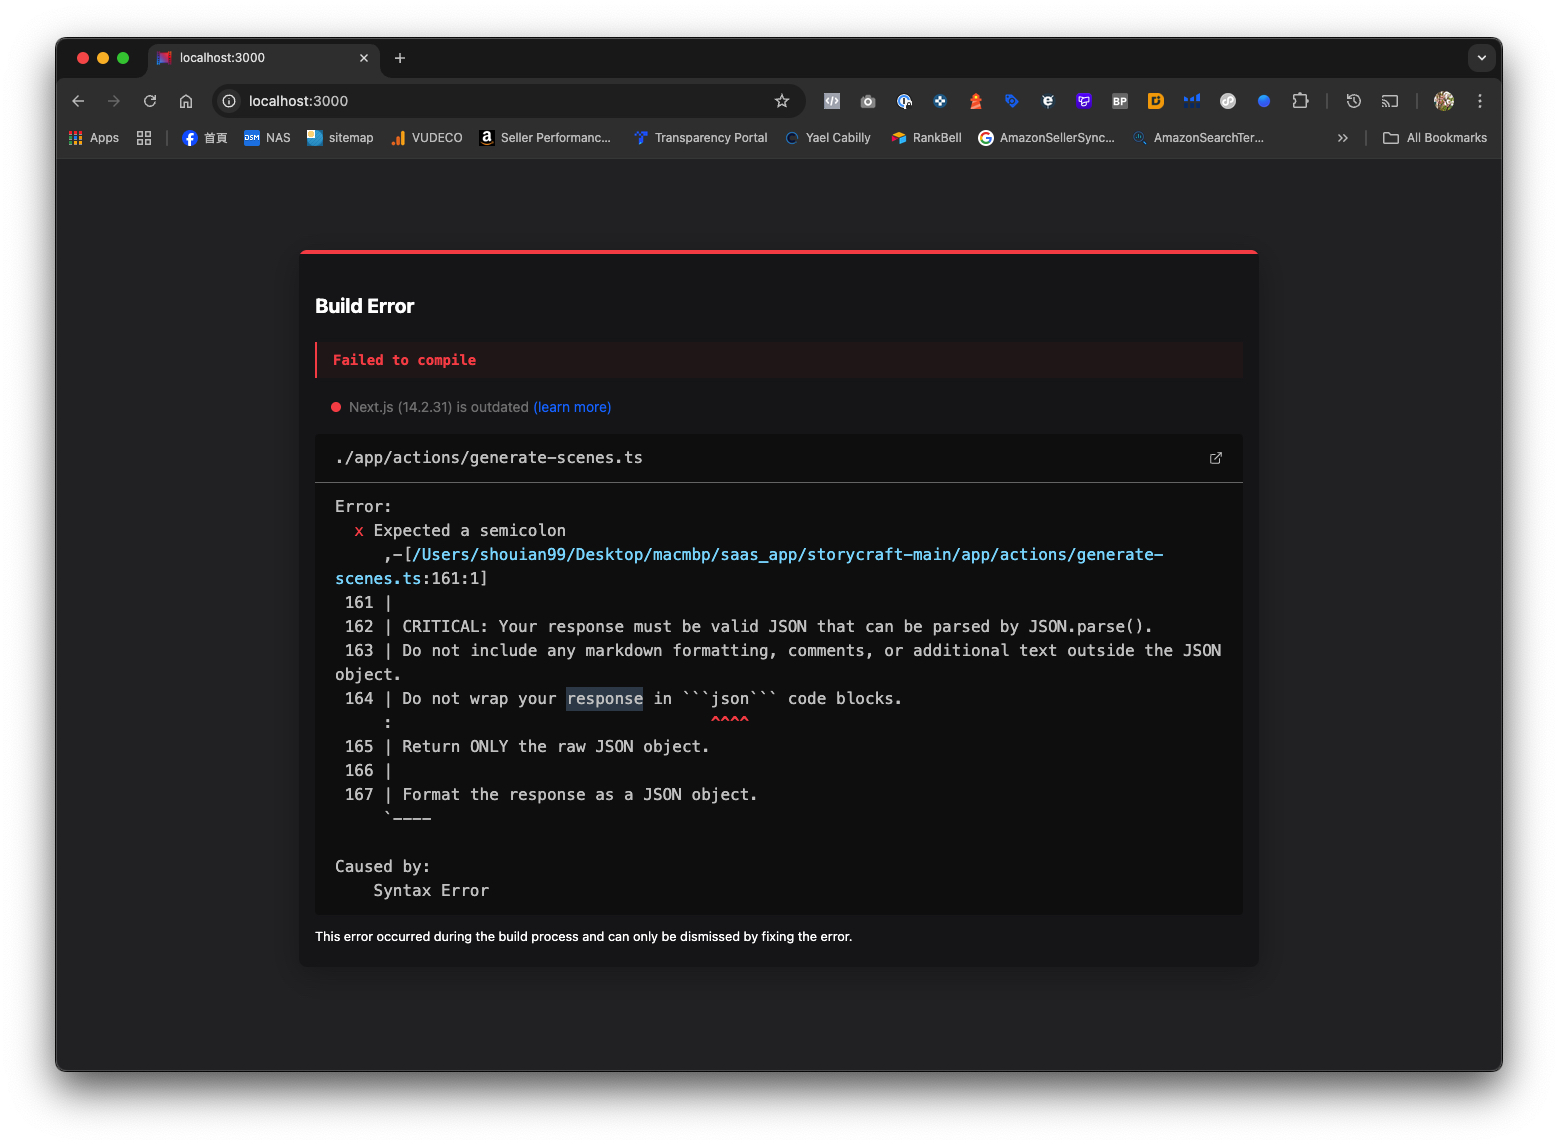 localhost:3000
localhost:3000
BP
Apps
首頁
DSM NAS
sitemap
VUDECO
Seller Performanc...
Transparency Portal
Yael Cabilly
RankBell
AmazonSellerSync...
AmazonSearchTer...
All Bookmarks
Build Error
Failed to compile
Next.js (14.2.31) is outdated (learn more)
./app/actions/generate-scenes.ts
Error:
x Expected a semicolon
,-[/Users/shouian99/Desktop/macmbp/saas_app/storycraft-main/app/actions/generate-
scenes.ts:161:1]
161 |
162 | CRITICAL: Your response must be valid JSON that can be parsed by JSON.parse().
163 | Do not include any markdown formatting, comments, or additional text outside the JSON
object.
164 | Do not wrap your response in ```json``` code blocks.
: ^^^^
165 | Return ONLY the raw JSON object.
166 |
167 | Format the response as a JSON object.
`----
Caused by:
Syntax Error
This error occurred during the build process and can only be dismissed by fixing the error.